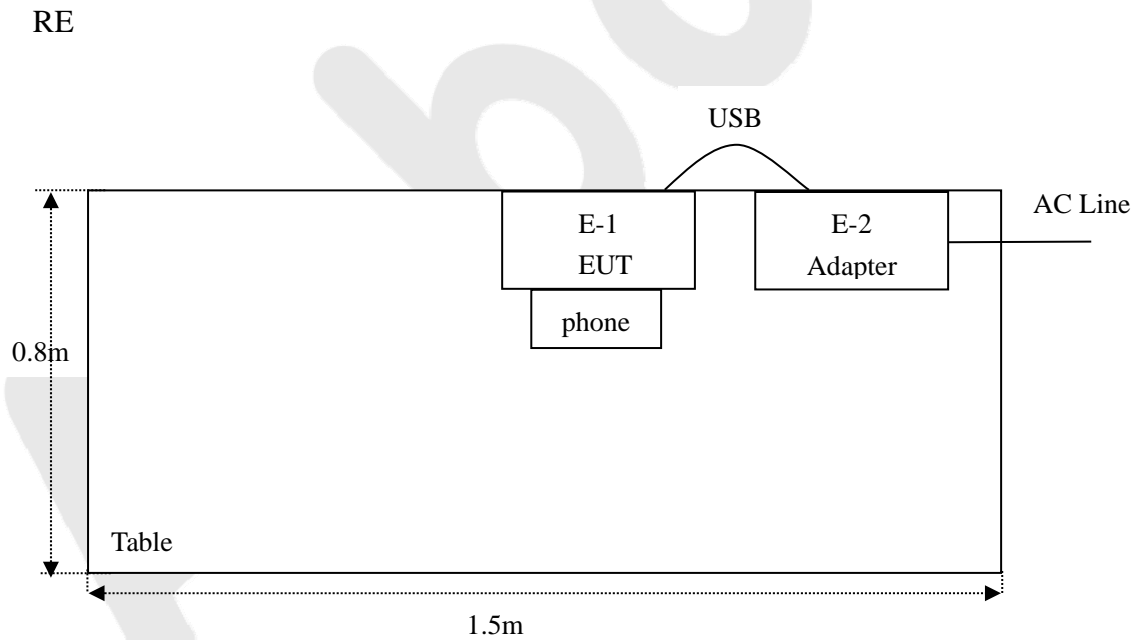 RE
USB
AC Line
E-1
EUT
E-2
Adapter
phone
0.8m
Table
1.5m